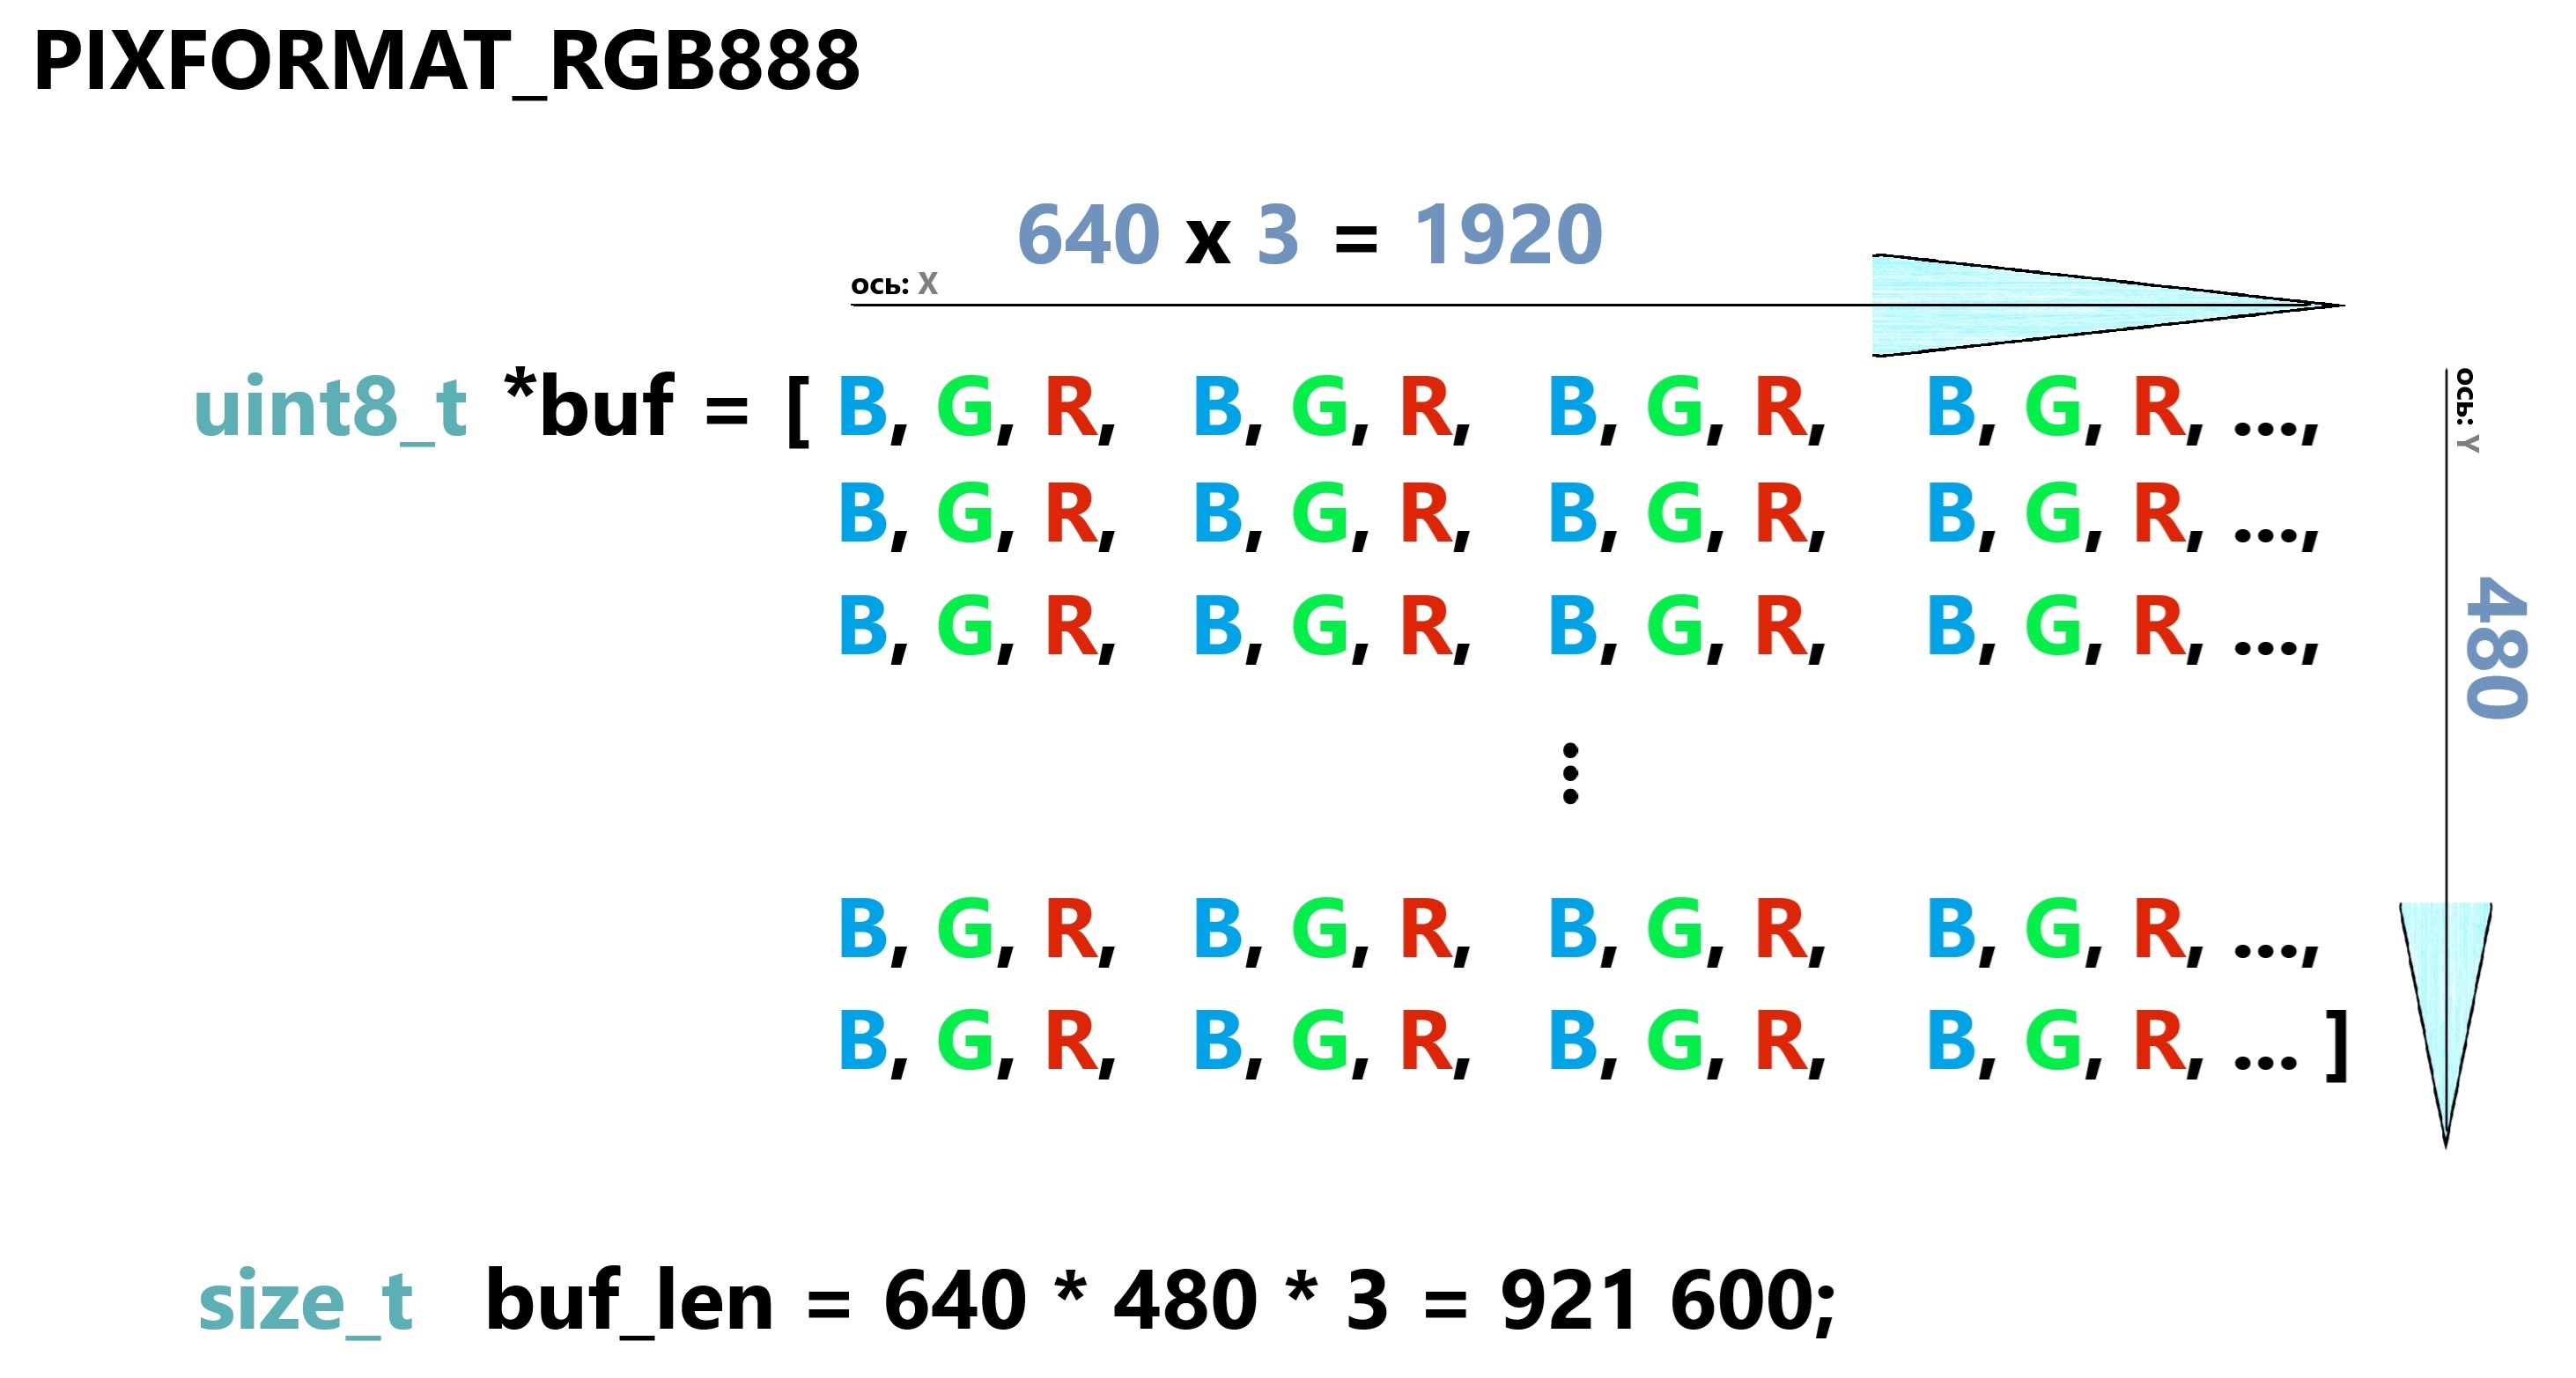 PIXFORMAT_RGB888
640 x 3 = 1920
ось: X
uint8_t *buf = [ B, G, R, B, G, R, B, G, R, B, G, R, ...,
ось: Y
B, G, R, B, G, R, B, G, R, B, G, R, ...,
480
B, G, R, B, G, R, B, G, R, B, G, R, ...,
⋮
B, G, R, B, G, R, B, G, R, B, G, R, ...,
B, G, R, B, G, R, B, G, R, B, G, R, ... ]
size_t buf_len = 640 * 480 * 3 = 921 600;